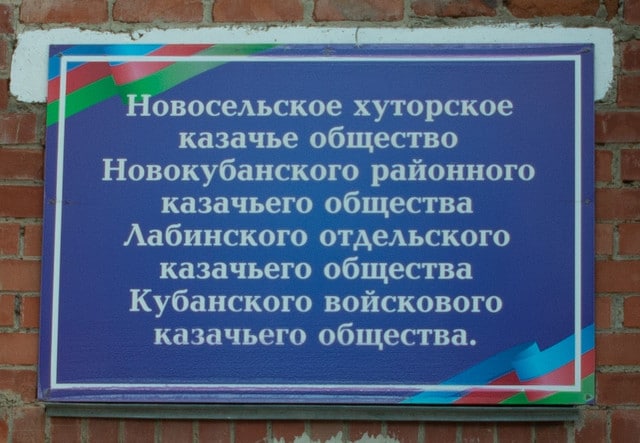 Новосельское хуторское
казачье общество
Новокубанского районного
казачьего общества
Лабинского отдельского
казачьего общества
Кубанского войскового
казачьего общества.